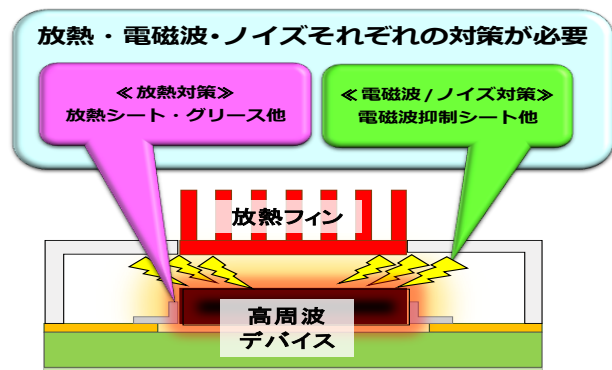 放熱・電磁波・ノイズそれぞれの対策が必要
≪放熱対策≫
放熱シート・グリース他
≪電磁波/ノイズ対策≫
電磁波抑制シート他
放熱フィン
高周波
デバイス